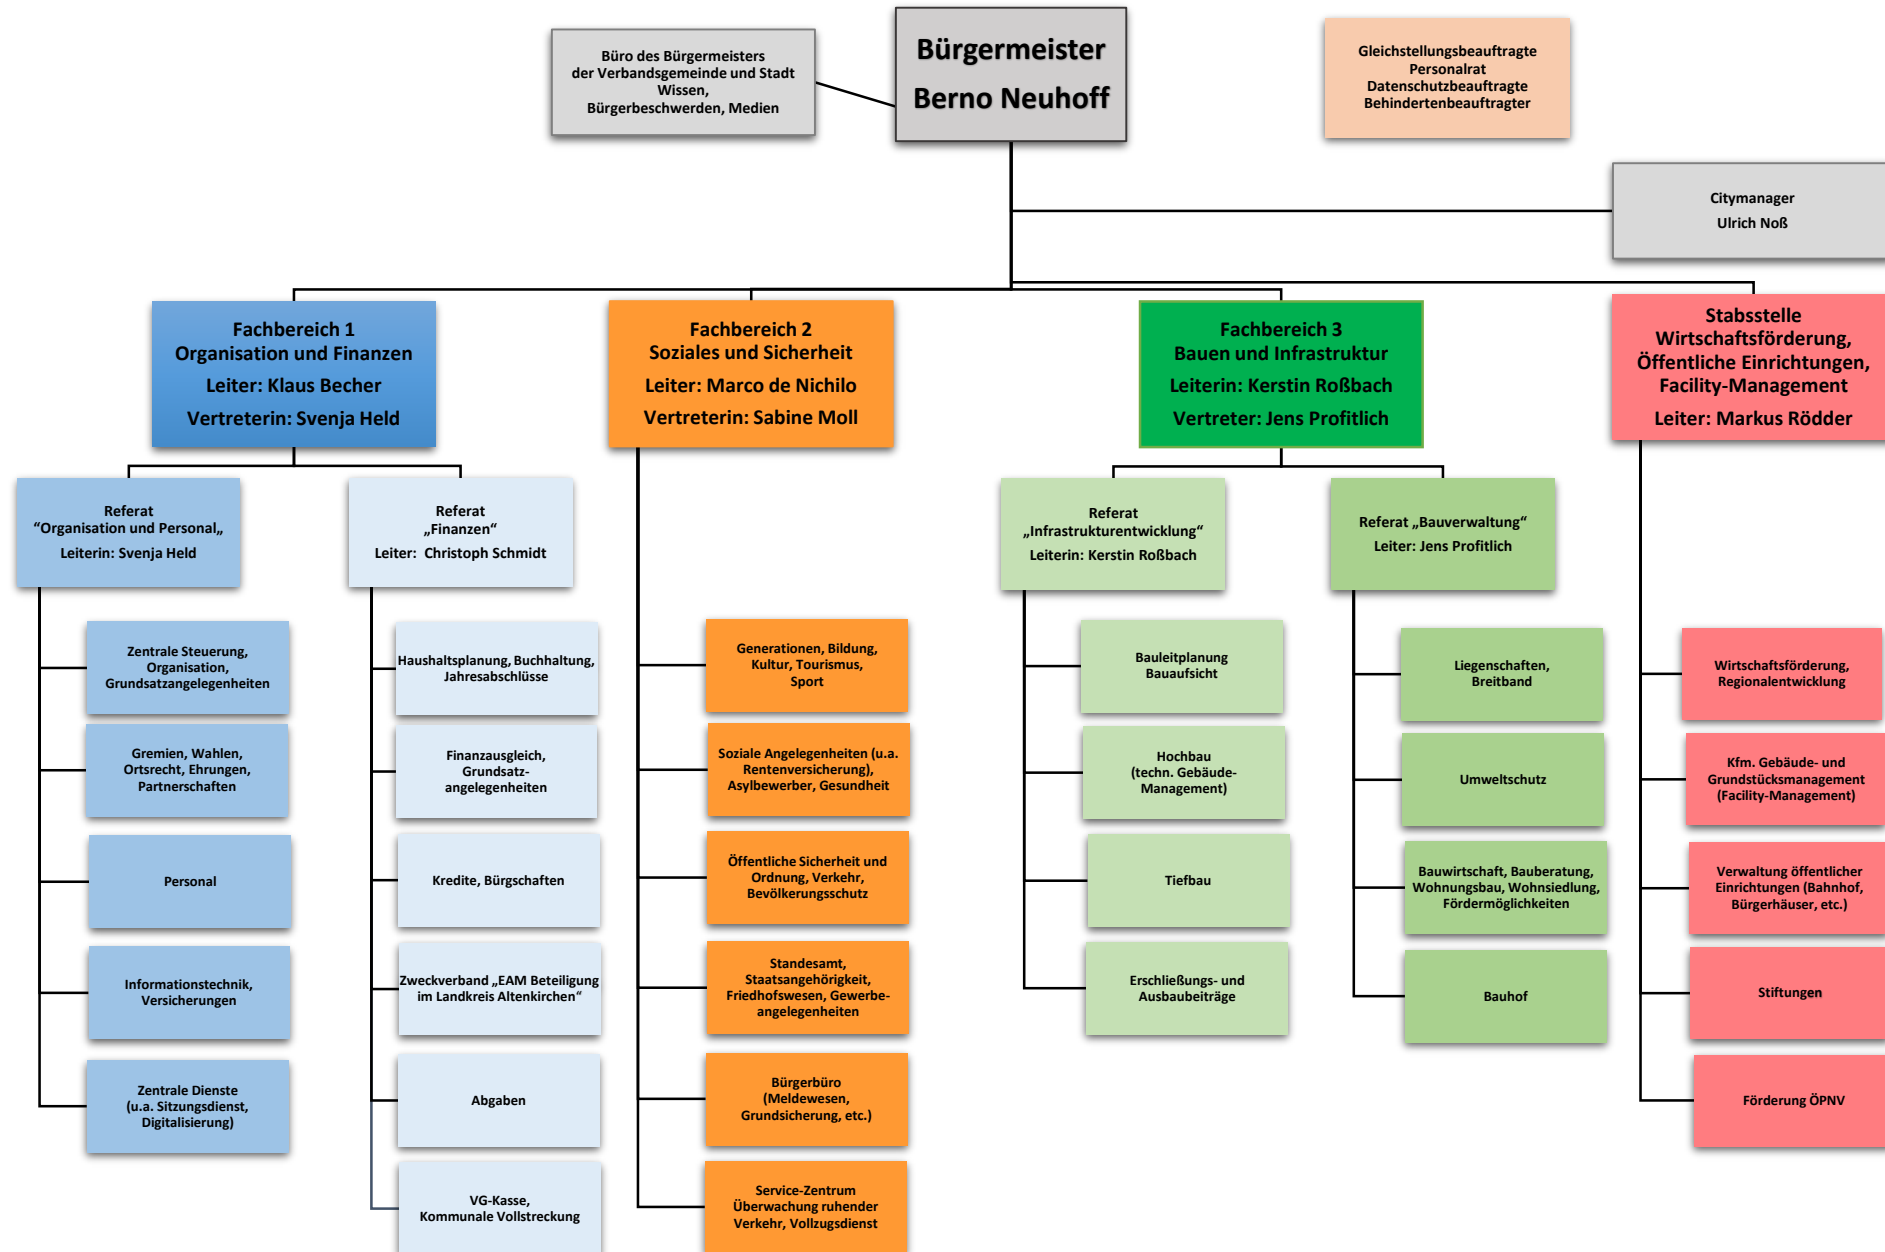 Büro des Bürgermeisters
der Verbandsgemeinde und Stadt
Wissen,
Bürgerbeschwerden, Medien
Bürgermeister
Berno Neuhoff
Gleichstellungsbeauftragte
Personalrat
Datenschutzbeauftragte
Behindertenbeauftragter
Citymanager
Ulrich Noß
Fachbereich 1
Organisation und Finanzen
Leiter: Klaus Becher
Vertreterin: Svenja Held
Fachbereich 2
Soziales und Sicherheit
Leiter: Marco de Nichilo
Vertreterin: Sabine Moll
Fachbereich 3
Bauen und Infrastruktur
Leiterin: Kerstin Roßbach
Vertreter: Jens Profitlich
Stabsstelle
Wirtschaftsförderung,
Öffentliche Einrichtungen,
Facility-Management
Leiter: Markus Rödder
Referat
“Organisation und Personal„
Leiterin: Svenja Held
Referat
„Finanzen“
Leiter: Christoph Schmidt
Referat
„Infrastrukturentwicklung“
Leiterin: Kerstin Roßbach
Referat „Bauverwaltung“
Leiter: Jens Profitlich
Zentrale Steuerung,
Organisation,
Grundsatzangelegenheiten
Gremien, Wahlen,
Ortsrecht, Ehrungen,
Partnerschaften
Personal
Informationstechnik,
Versicherungen
Zentrale Dienste
(u.a. Sitzungsdienst,
Digitalisierung)
Haushaltsplanung, Buchhaltung,
Jahresabschlüsse
Finanzausgleich,
Grundsatz-
angelegenheiten
Kredite, Bürgschaften
Zweckverband „EAM Beteiligung
im Landkreis Altenkirchen“
Abgaben
VG-Kasse,
Kommunale Vollstreckung
Generationen, Bildung,
Kultur, Tourismus,
Sport
Soziale Angelegenheiten (u.a.
Rentenversicherung),
Asylbewerber, Gesundheit
Öffentliche Sicherheit und
Ordnung, Verkehr,
Bevölkerungsschutz
Standesamt,
Staatsangehörigkeit,
Friedhofswesen, Gewerbe-
angelegenheiten
Bürgerbüro
(Meldewesen,
Grundsicherung, etc.)
Service-Zentrum
Überwachung ruhender
Verkehr, Vollzugsdienst
Bauleitplanung
Bauaufsicht
Hochbau
(techn. Gebäude-
Management)
Tiefbau
Erschließungs- und
Ausbaubeiträge
Liegenschaften,
Breitband
Umweltschutz
Bauwirtschaft, Bauberatung,
Wohnungsbau, Wohnsiedlung,
Fördermöglichkeiten
Bauhof
Wirtschaftsförderung,
Regionalentwicklung
Kfm. Gebäude- und
Grundstücksmanagement
(Facility-Management)
Verwaltung öffentlicher
Einrichtungen (Bahnhof,
Bürgerhäuser, etc.)
Stiftungen
Förderung ÖPNV